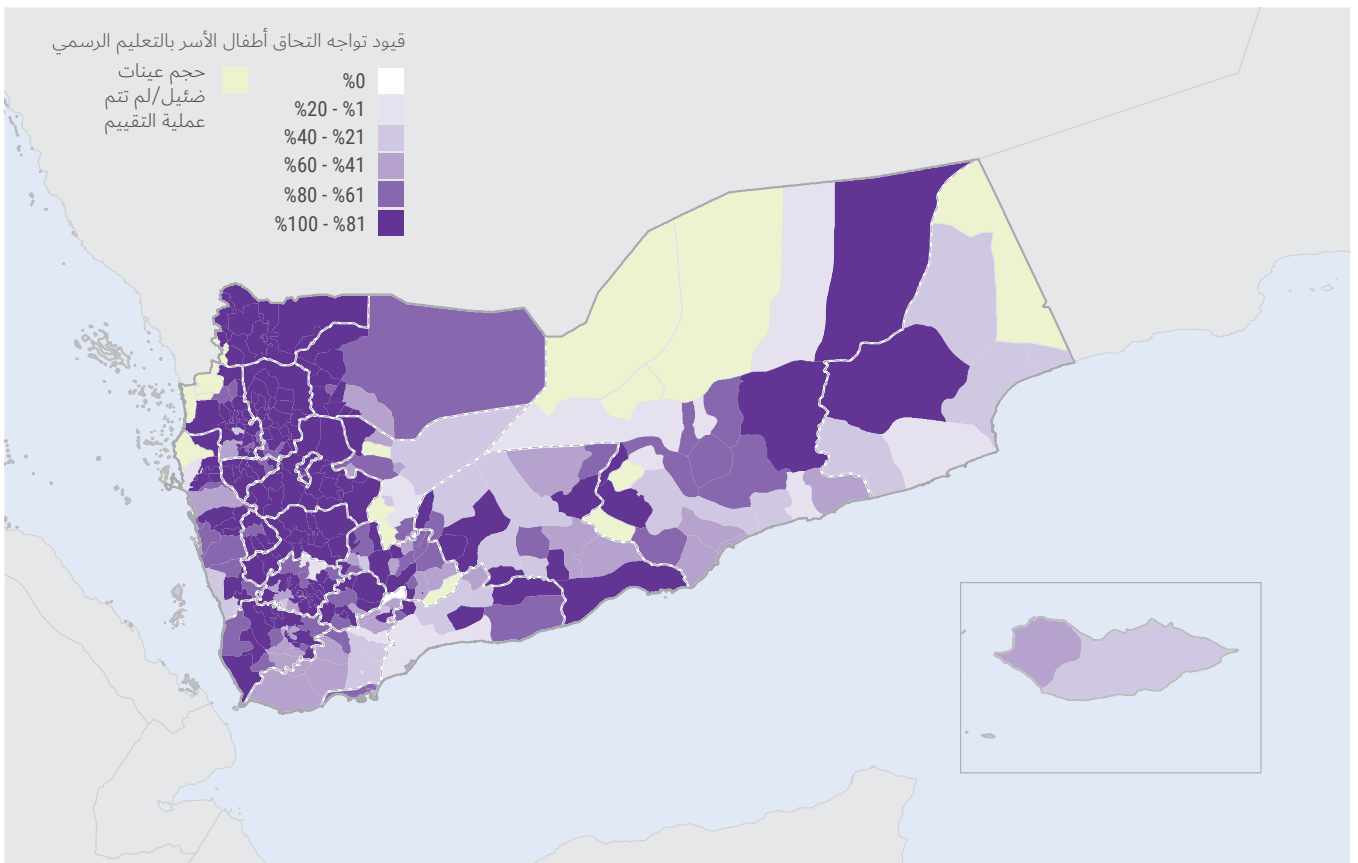 قيود تواجه التحاق أطفال الأسر بالتعليم الرسمي
%0
%20 - %1
%40 - %21
%60 - %41
%80 - %61
%100 - %81
حجم عينات
ضئيل/لم تتم
عملية التقييم